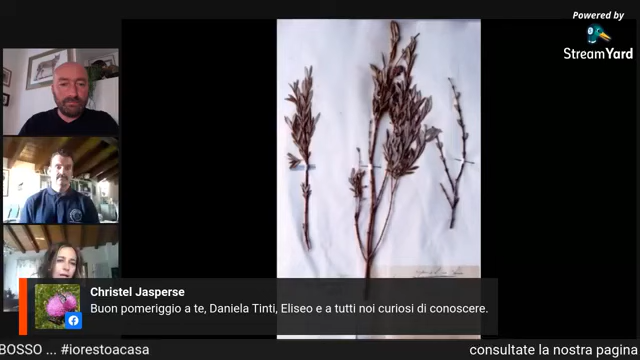 Powered by
StreamYard
Christel Jasperse
Buon pomeriggio a te, Daniela Tinti, Eliseo e a tutti noi curiosi di conoscere.
BOSSO ... #iorestoacasa
consultate la nostra pagina